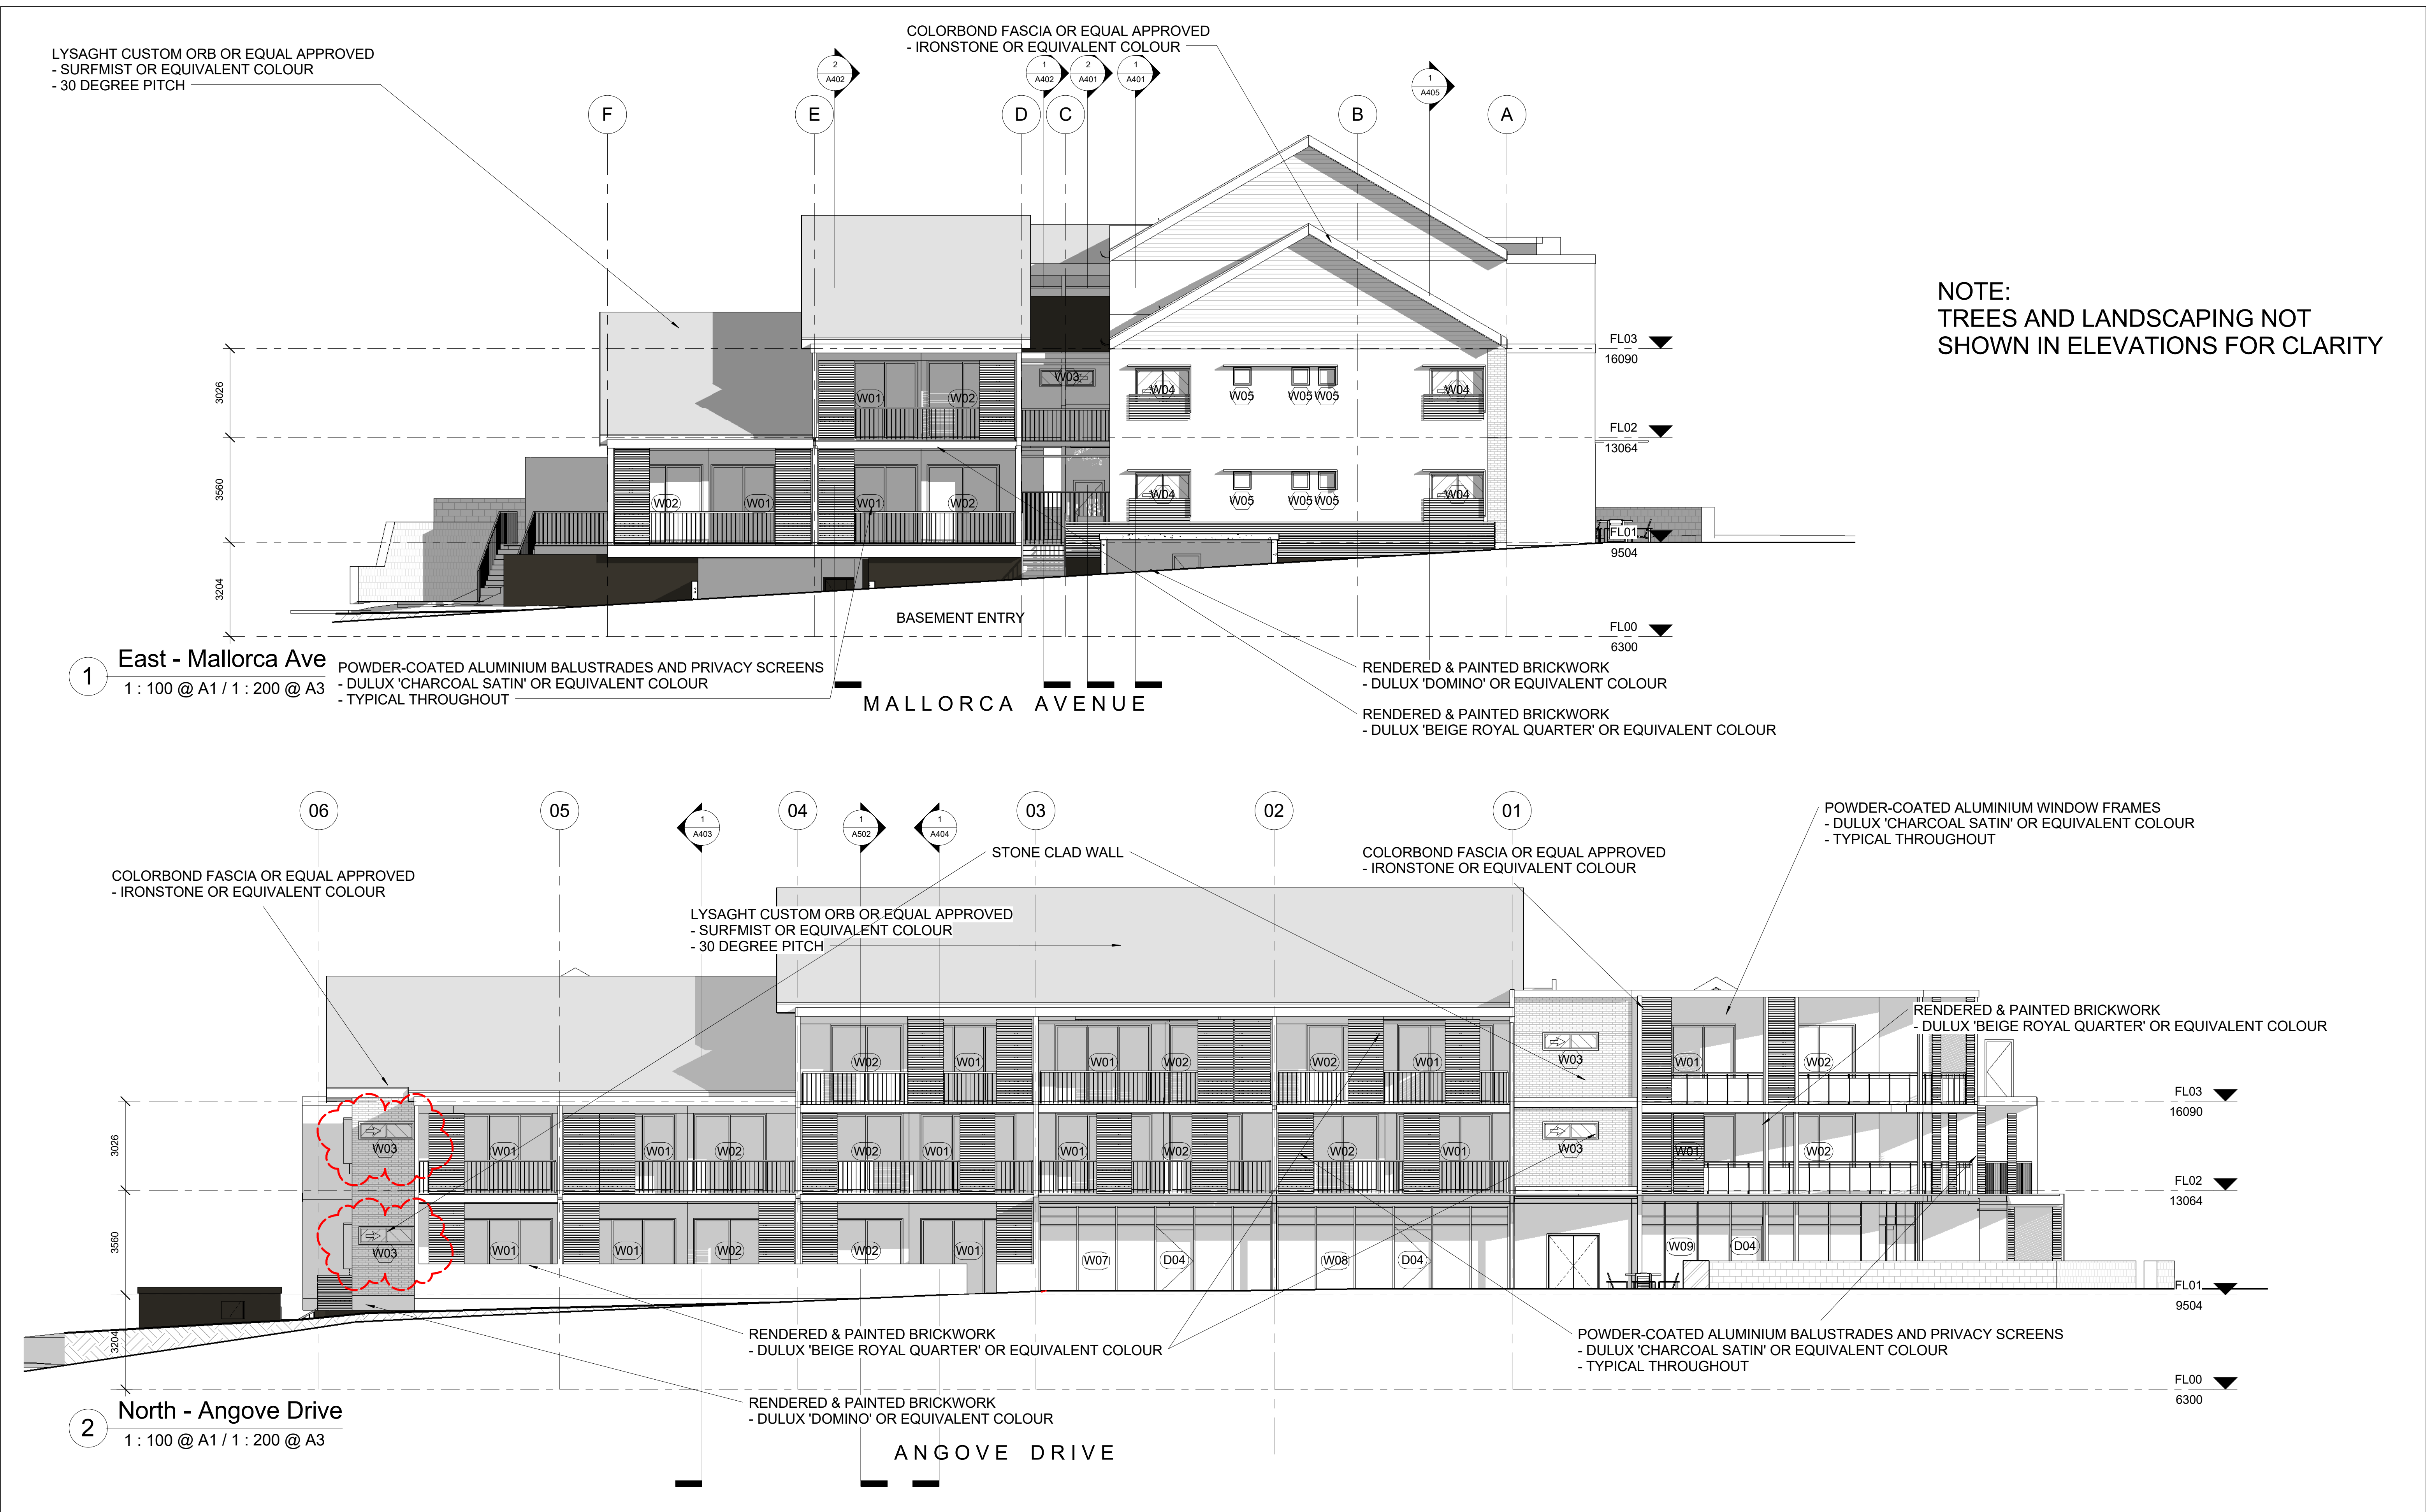 LYSAGHT CUSTOM ORB OR EQUAL APPROVED
- SURFMIST OR EQUIVALENT COLOUR
- 30 DEGREE PITCH
COLORBOND FASCIA OR EQUAL APPROVED
- IRONSTONE OR EQUIVALENT COLOUR
2
A402
1
A402
2
A401
1
A401
1
A405
F
E
D
C
B
A
NOTE:
TREES AND LANDSCAPING NOT
SHOWN IN ELEVATIONS FOR CLARITY
FL03
16090
3026
W01
W02
W03
W04
W05
W05
W05
W04
FL02
13064
3560
W02
W01
W01
W02
W04
W05
W05
W05
W04
FL01
9504
3204
BASEMENT ENTRY
FL00
6300
1
East - Mallorca Ave
1 : 100 @ A1 / 1 : 200 @ A3
POWDER-COATED ALUMINIUM BALUSTRADES AND PRIVACY SCREENS
- DULUX 'CHARCOAL SATIN' OR EQUIVALENT COLOUR
- TYPICAL THROUGHOUT
MALLORCA AVENUE
RENDERED & PAINTED BRICKWORK
- DULUX 'DOMINO' OR EQUIVALENT COLOUR
RENDERED & PAINTED BRICKWORK
- DULUX 'BEIGE ROYAL QUARTER' OR EQUIVALENT COLOUR
06
05
04
03
02
01
1
A403
1
A502
1
A404
STONE CLAD WALL
COLORBOND FASCIA OR EQUAL APPROVED
- IRONSTONE OR EQUIVALENT COLOUR
POWDER-COATED ALUMINIUM WINDOW FRAMES
- DULUX 'CHARCOAL SATIN' OR EQUIVALENT COLOUR
- TYPICAL THROUGHOUT
COLORBOND FASCIA OR EQUAL APPROVED
- IRONSTONE OR EQUIVALENT COLOUR
LYSAGHT CUSTOM ORB OR EQUAL APPROVED
- SURFMIST OR EQUIVALENT COLOUR
- 30 DEGREE PITCH
RENDERED & PAINTED BRICKWORK
- DULUX 'BEIGE ROYAL QUARTER' OR EQUIVALENT COLOUR
W02
W01
W01
W02
W02
W01
W03
W01
W02
FL03
16090
3026
W03
W01
W01
W02
W02
W01
W01
W02
W02
W01
W03
W01
W02
FL02
13064
3560
W03
W01
W01
W02
W02
W01
W07
D04
W08
D04
W09
D04
FL01
9504
3204
RENDERED & PAINTED BRICKWORK
- DULUX 'BEIGE ROYAL QUARTER' OR EQUIVALENT COLOUR
POWDER-COATED ALUMINIUM BALUSTRADES AND PRIVACY SCREENS
- DULUX 'CHARCOAL SATIN' OR EQUIVALENT COLOUR
- TYPICAL THROUGHOUT
FL00
6300
RENDERED & PAINTED BRICKWORK
- DULUX 'DOMINO' OR EQUIVALENT COLOUR
2
North - Angove Drive
1 : 100 @ A1 / 1 : 200 @ A3
ANGOVE DRIVE